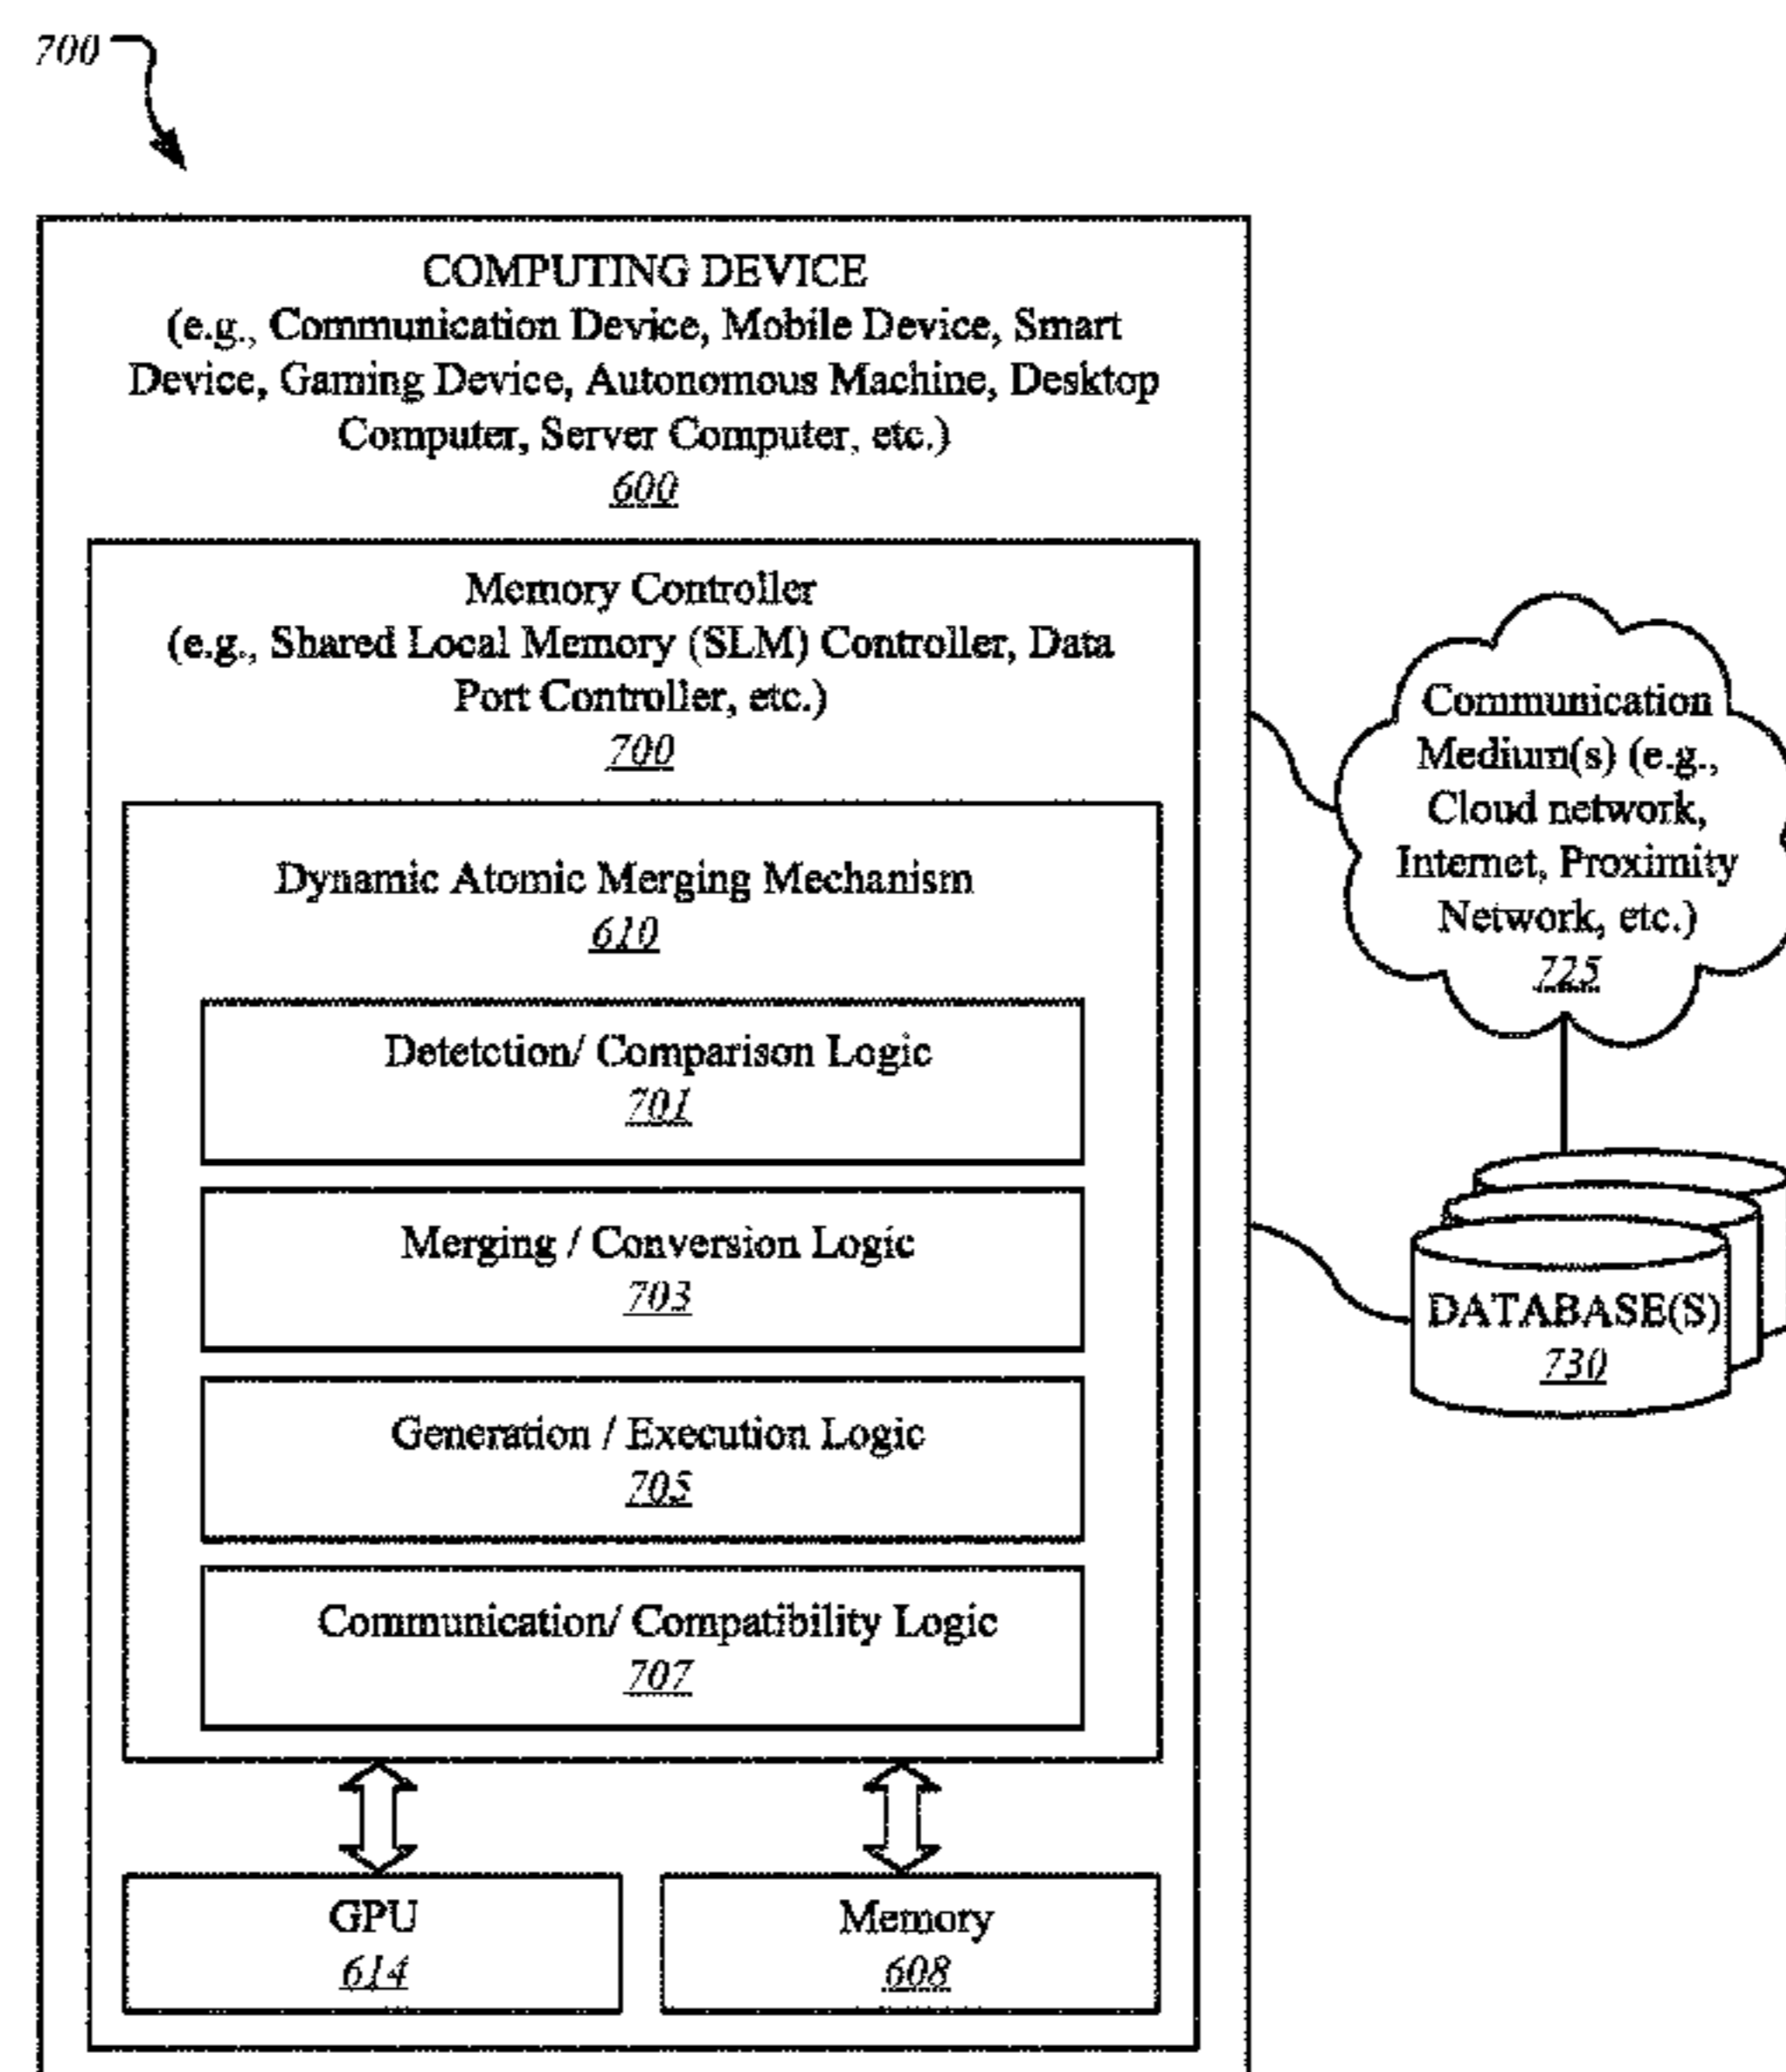 700
COMPUTING DEVICE
(e.g., Communication Device, Mobile Device, Smart
Device, Gaming Device, Autonomous Machine, Desktop
Computer, Server Computer, etc.)
600
Memory Controller
(e.g., Shared Local Memory (SLM) Controller, Data
Port Controller, etc.)
700
Dynamic Atomic Merging Mechanism
610
Detetction/ Comparison Logic
701
Merging / Conversion Logic
703
Generation / Execution Logic
705
Communication/ Compatibility Logic
707
GPU
614
Memory
608
Communication
Medium(s) (e.g.,
Cloud network,
Internet, Proximity
Network, etc.)
725
DATABASE(S)
730